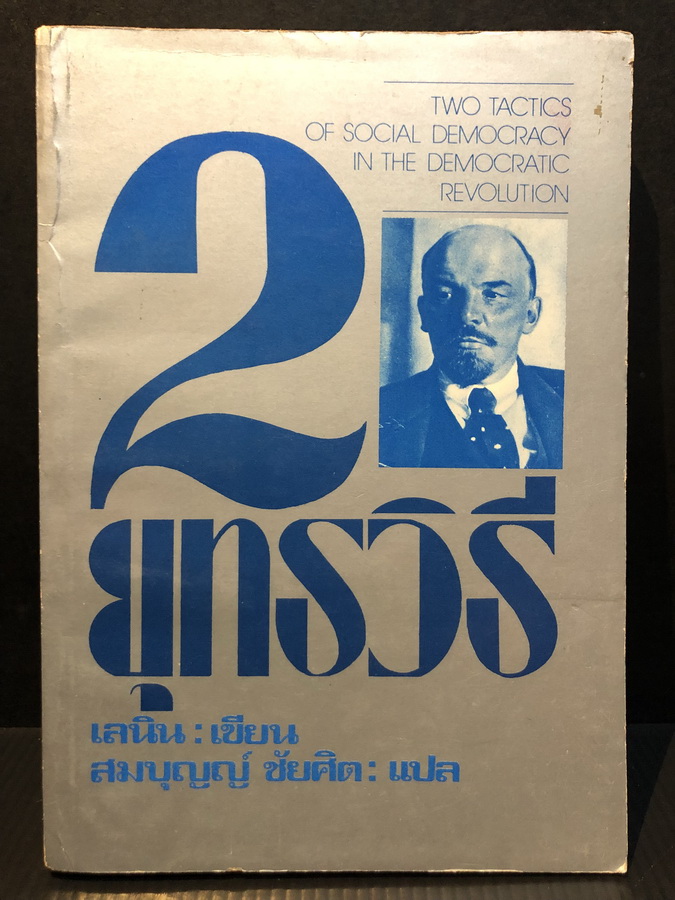 TWO TACTICS
OF SOCIAL DEMOCRACY
IN THE DEMOCRATIC
REVOLUTION
2
ยุทธวิธี
เลนิน : เขียน
สมบุญญ์ ชัยศิต : แปล